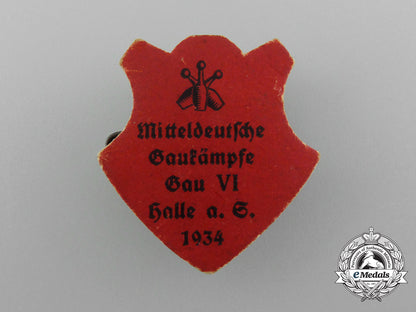 Mitteldeutsche
Gaukämpfe
Gau VI
Halle a. S.
1934
eMedals